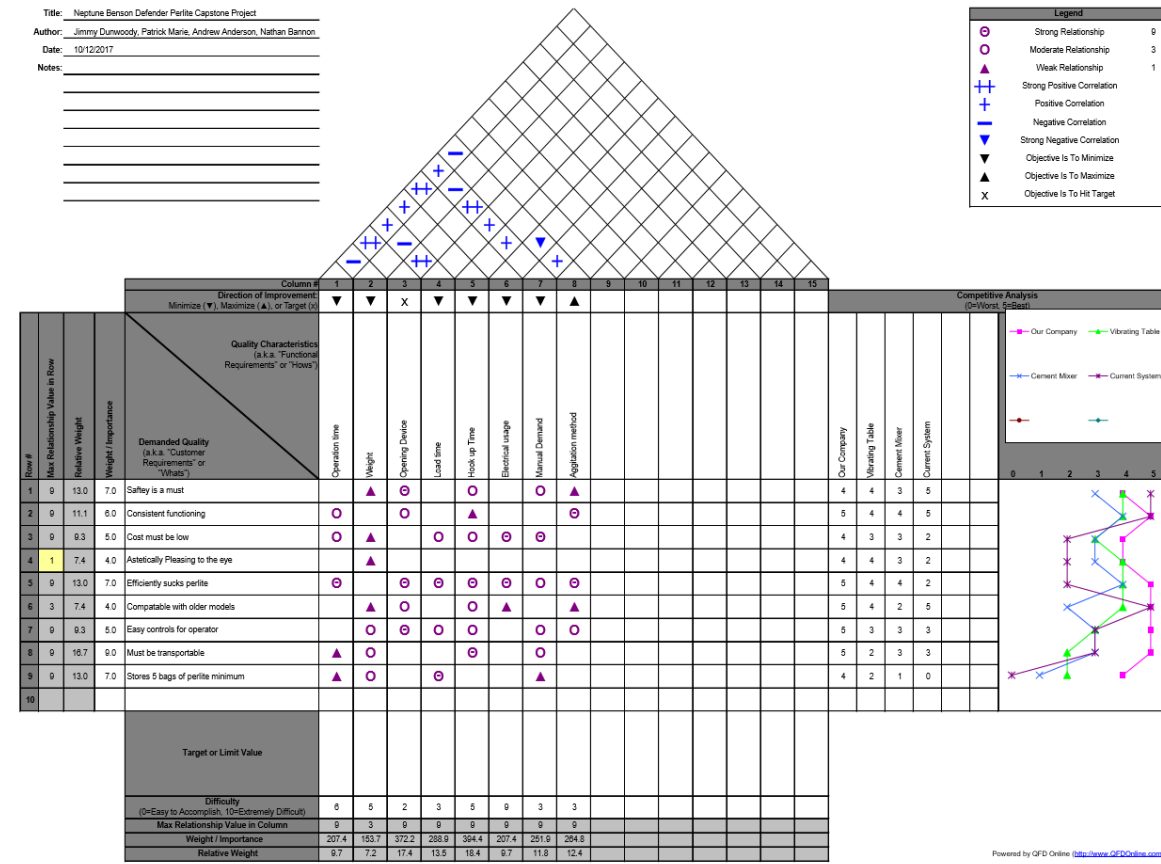 Title: Neptune Benson Defender Perlite Capstone Project
Author: Jimmy Dunwoody, Patrick Marie, Andrew Anderson, Nathan Bannon
Date: 10/12/2017
Notes:
Legend
Θ Strong Relationship 9
Ο Moderate Relationship 3
▲ Weak Relationship 1
++ Strong Positive Correlation
+ Positive Correlation
− Negative Correlation
▼ Strong Negative Correlation
▼ Objective Is To Minimize
▲ Objective Is To Maximize
X Objective Is To Hit Target
Column # 1 2 3 4 5 6 7 8 9 10 11 12 13 14 15
Direction of Improvement:
Minimize (▼), Maximize (▲), or Target (x) ▼ ▼ X ▼ ▼ ▼ ▼ ▲
Competitive Analysis
(0=Worst, 5=Best)
Quality Characteristics
(a.k.a. "Functional
Requirements" or "Hows")
Demanded Quality
(a.k.a. "Customer
Requirements" or
"Whats")
Row #
Max Relationship Value in Row
Relative Weight
Weight / Importance
Operation time
Weight
Opening Device
Load time
Hook up Time
Electrical usage
Manual Demand
Aggitation method
Our Company
Vibrating Table
Cement Mixer
Current System
Our Company Vibrating Table
Cement Mixer Current System
0 1 2 3 4 5
1 9 13.0 7.0 Saftey is a must ▲ Θ Ο Ο ▲ 4 4 3 5
2 9 11.1 6.0 Consistent functioning Ο Ο ▲ Θ 5 4 4 5
3 9 9.3 5.0 Cost must be low Ο ▲ Ο Ο Θ Θ 4 3 3 2
4 1 7.4 4.0 Astetically Pleasing to the eye ▲ 4 4 3 2
5 9 13.0 7.0 Efficiently sucks perlite Θ Θ Θ Θ Θ Ο Θ 5 4 4 2
6 3 7.4 4.0 Compatable with older models ▲ Ο Ο ▲ ▲ 5 4 2 5
7 9 9.3 5.0 Easy controls for operator Ο Θ Ο Ο Ο Ο 5 3 3 3
8 9 16.7 9.0 Must be transportable ▲ Ο Θ Ο 5 2 3 3
9 9 13.0 7.0 Stores 5 bags of perlite minimum ▲ Ο Θ ▲ 4 2 1 0
10
Target or Limit Value
Difficulty
(0=Easy to Accomplish, 10=Extremely Difficult) 6 5 2 3 5 9 3 3
Max Relationship Value in Column 9 3 9 9 9 9 9 9
Weight / Importance 207.4 153.7 372.2 288.9 394.4 207.4 251.9 264.8
Relative Weight 9.7 7.2 17.4 13.5 18.4 9.7 11.8 12.4
Powered by QFD Online (http://www.QFDOnline.com